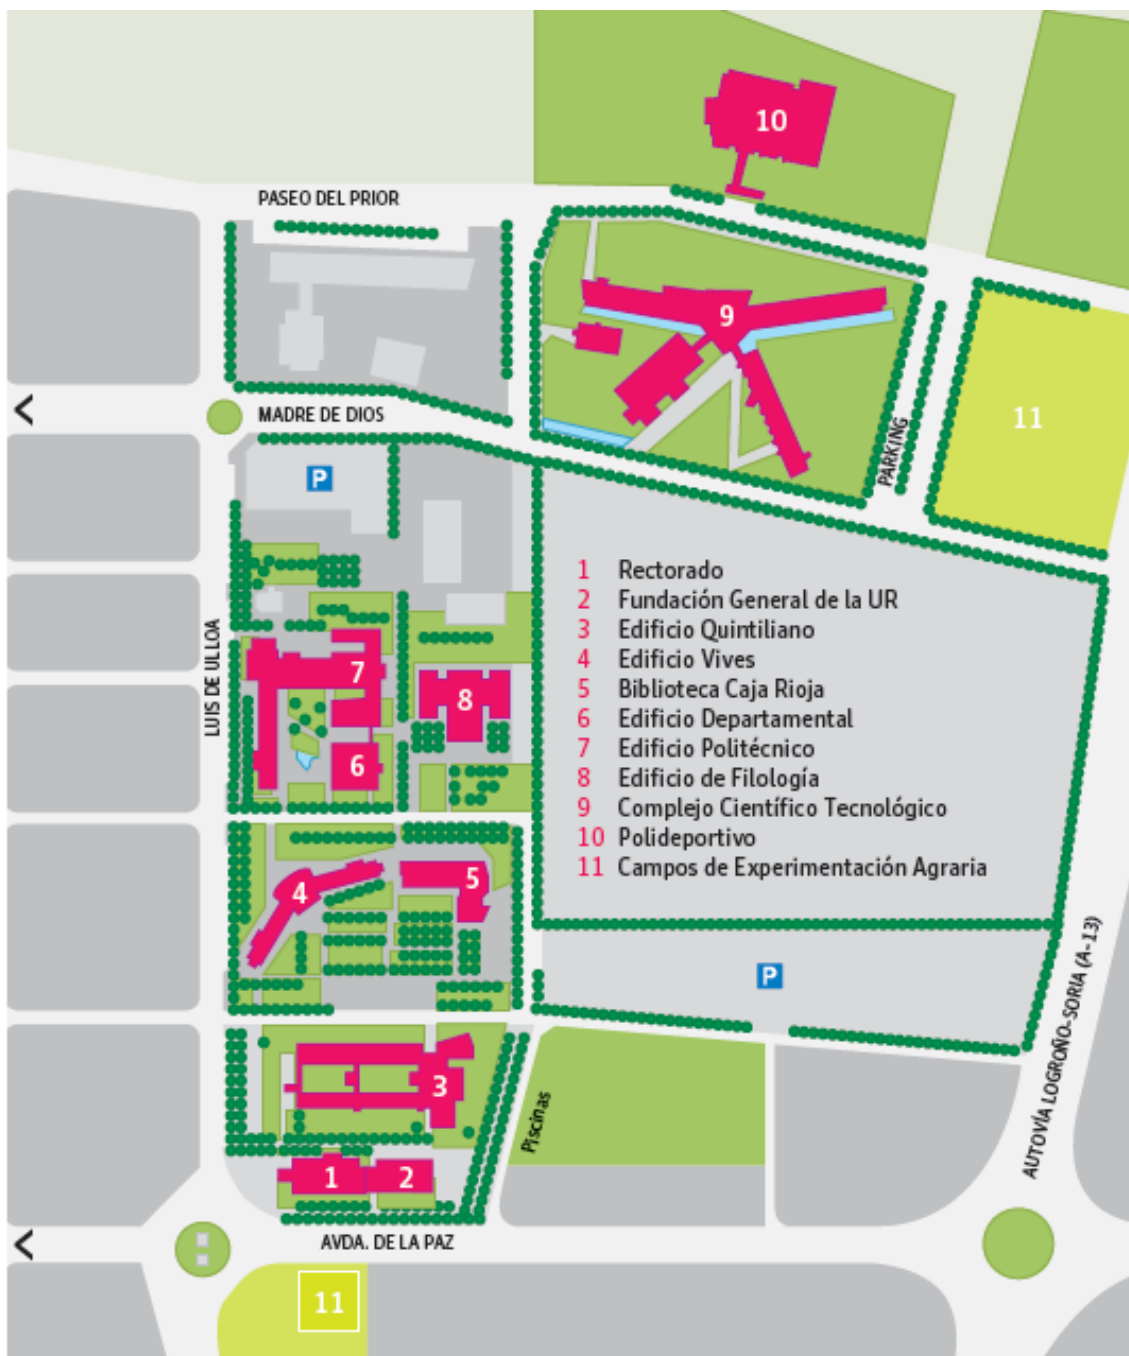 10
PASEO DEL PRIOR
9
MADRE DE DIOS
11
PARKING
P
1 Rectorado
2 Fundación General de la UR
3 Edificio Quintiliano
4 Edificio Vives
5 Biblioteca Caja Rioja
6 Edificio Departamental
7 Edificio Politécnico
8 Edificio de Filología
9 Complejo Científico Tecnológico
10 Polideportivo
11 Campos de Experimentación Agraria
LUIS DE ULLOA
7
8
6
5
4
P
AUTOVÍA LOGROÑO-SORIA (A-13)
3
Piscinas
1
2
AVDA. DE LA PAZ
11